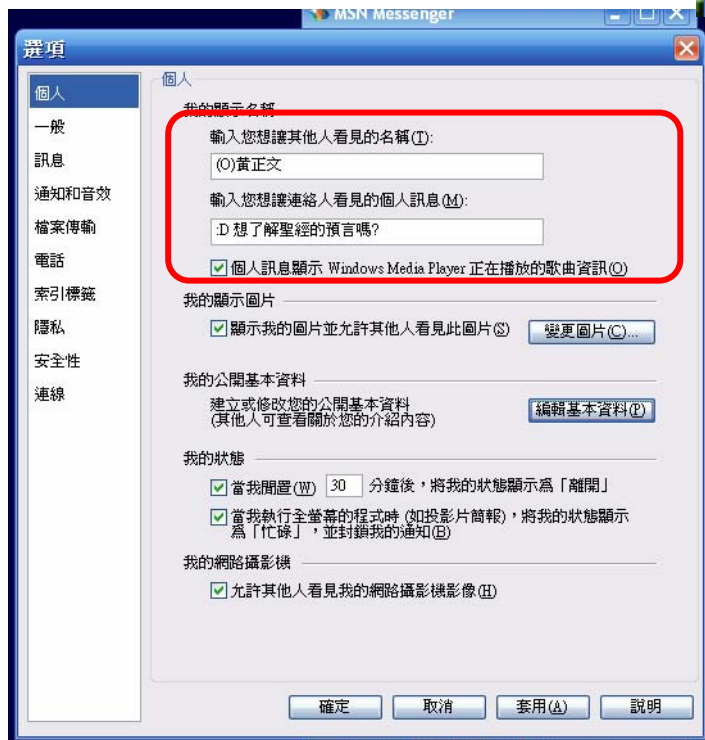 MSN Messenger
選項
個人
一般
訊息
通知和音效
檔案傳輸
電話
索引標籤
隱私
安全性
連線
個人
我的顯示名稱
輸入您想讓其他人看見的名稱(T):
(O)黃正文
輸入您想讓連絡人看見的個人訊息(M):
:D 想了解聖經的預言嗎?
個人訊息顯示 Windows Media Player 正在播放的歌曲資訊(O)
我的顯示圖片
顯示我的圖片並允許其他人看見此圖片(S)
變更圖片(C)...
我的公開基本資料
建立或修改您的公開基本資料
(其他人可查看關於您的介紹內容)
編輯基本資料(P)
我的狀態
當我閒置(W) 30 分鐘後，將我的狀態顯示為「離開」
當我執行全螢幕的程式時 (如投影片簡報)，將我的狀態顯示
為「忙碌」，並封鎖我的通知(B)
我的網路攝影機
允許其他人看見我的網路攝影機影像(H)
確定
取消
套用(A)
說明